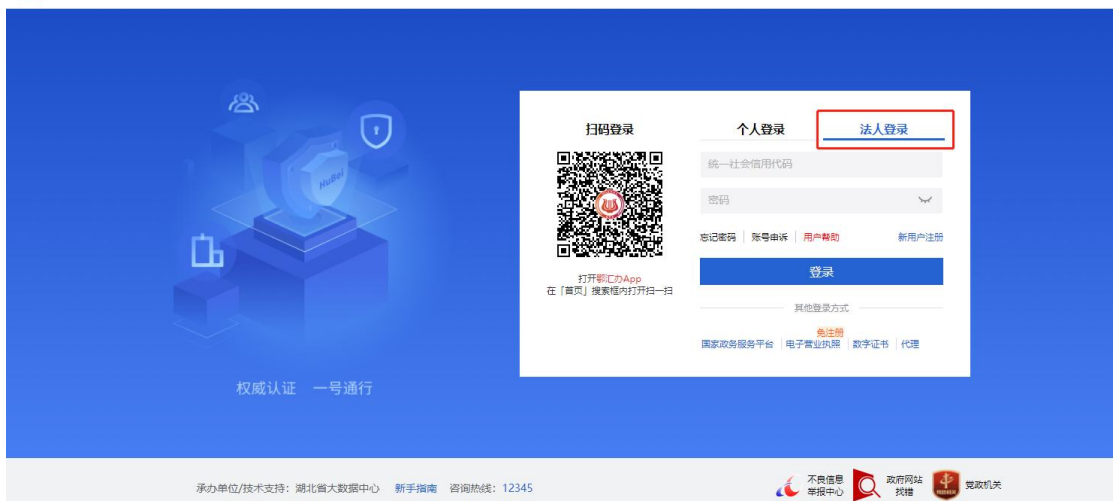 HuBei
权威认证 一号通行
扫码登录
打开鄂汇办App
在「首页」搜索框内打开扫一扫
个人登录 法人登录
统一社会信用代码
密码
忘记密码 账号申诉 用户帮助 新用户注册
登录
其他登录方式
免注册
国家政务服务平台 电子营业执照 数字证书 代理
承办单位/技术支持：湖北省大数据中心 新手指南 咨询热线：12345
不良信息
举报中心
政府网站
找错
党政机关